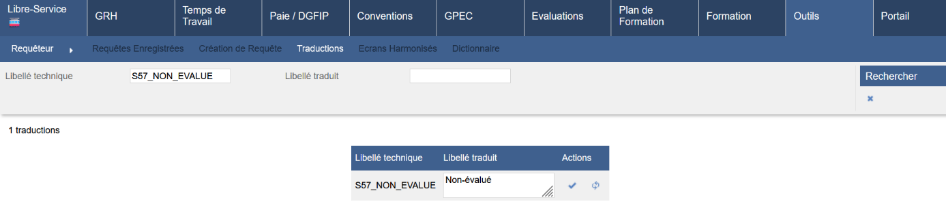 Libre-Service GRH Temps de Travail Paie / DGFIP Conventions GPEC Evaluations Plan de Formation Formation Outils Portail
Requêteur Requêtes Enregistrées Création de Requête Traductions Ecrans Harmonisés Dictionnaire
Libellé technique S57_NON_EVALUE Libellé traduit Rechercher
1 traductions
Libellé technique Libellé traduit Actions
S57_NON_EVALUE Non-évalué